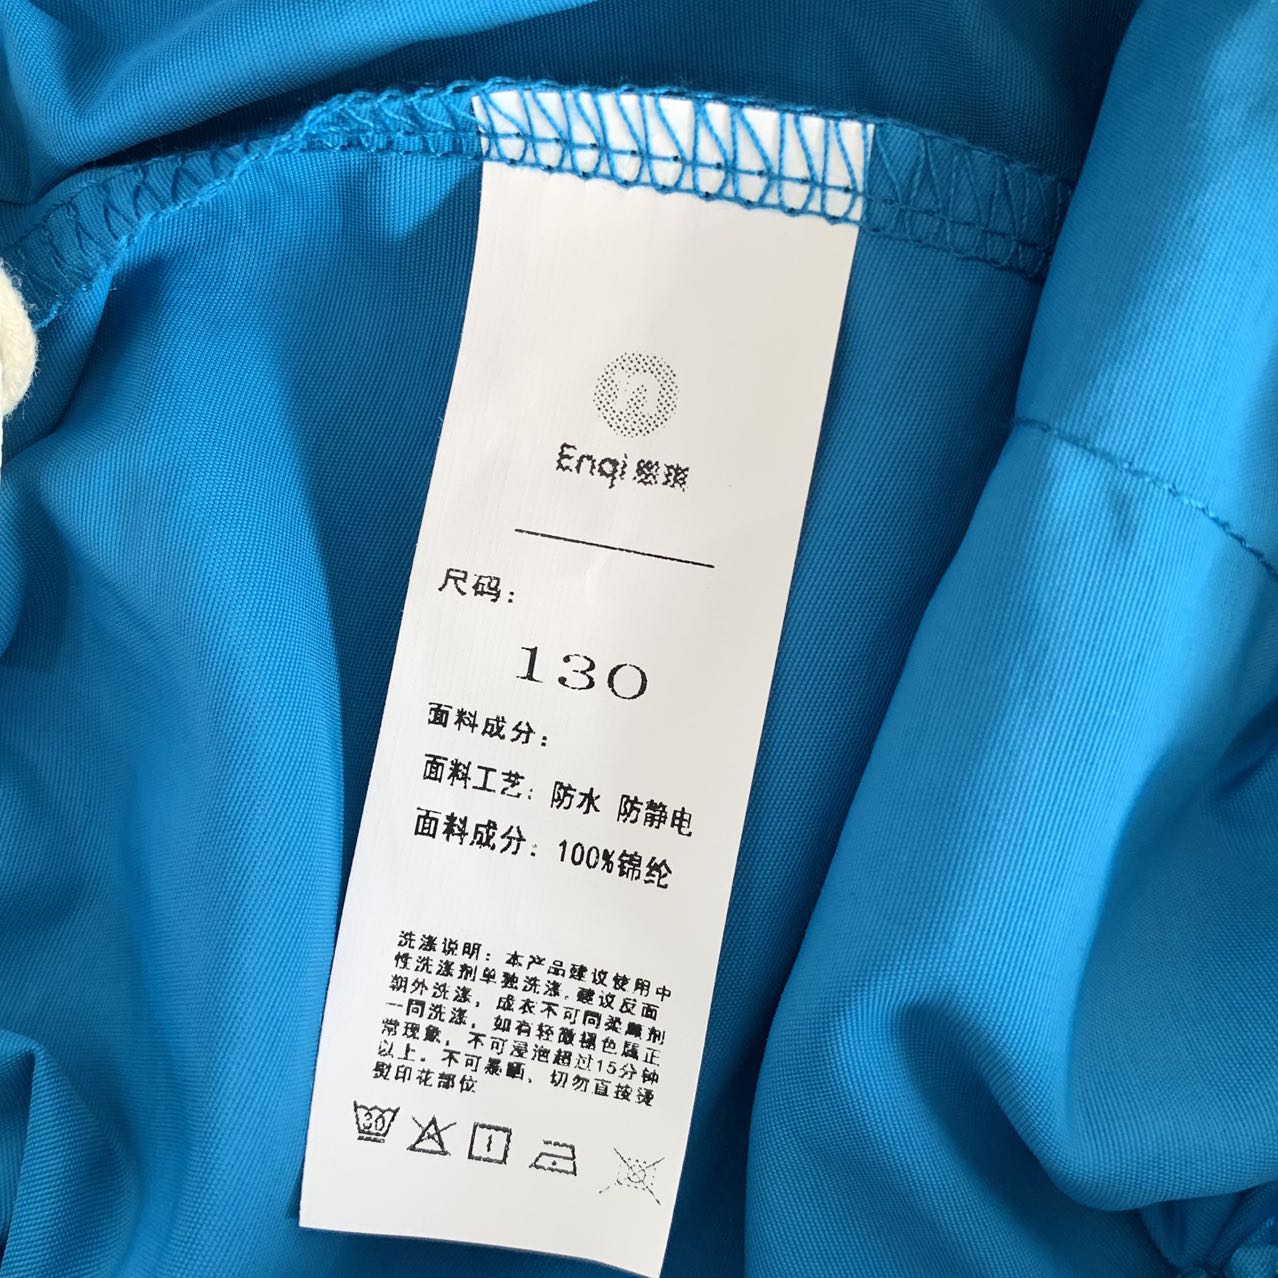 Enqi 恩琪
尺码:
130
面料成分:
面料工艺: 防水 防静电
面料成分: 100%锦纶
洗涤说明: 本产品建议使用中
性洗涤剂单独洗涤,建议反面
朝外洗涤, 成衣不可同柔顺剂
一同洗涤, 如有轻微褪色属正
常现象, 不可浸泡超过15分钟
以上, 不可暴晒、切勿直接烫
熨印花部位
30